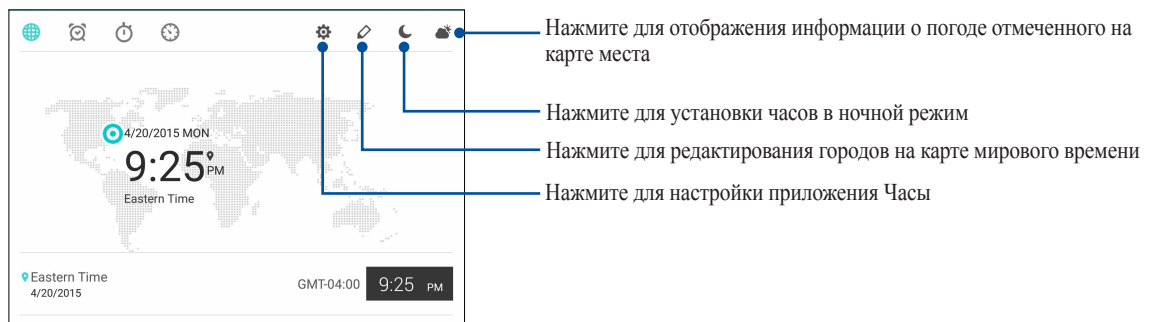 Нажмите для отображения информации о погоде отмеченного на
карте места
Нажмите для установки часов в ночной режим
4/20/2015 MON
9:25 PM
Нажмите для редактирования городов на карте мирового времени
Eastern Time
Нажмите для настройки приложения Часы
Eastern Time
4/20/2015
GMT-04:00
9:25 PM